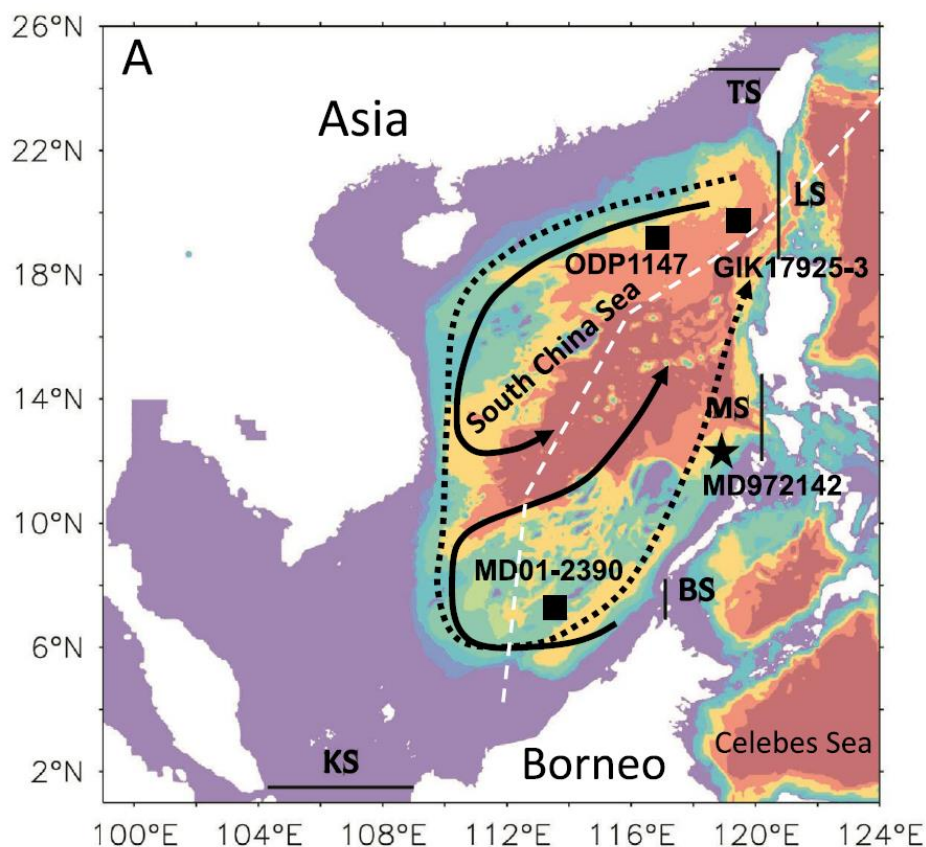 26°N
A
TS
Asia
22°N
LS
ODP1147
GIK17925-3
18°N
South China Sea
14°N
MS
MD972142
10°N
MD01-2390
BS
6°N
KS
Borneo
Celebes Sea
2°N
100°E 104°E 108°E 112°E 116°E 120°E 124°E